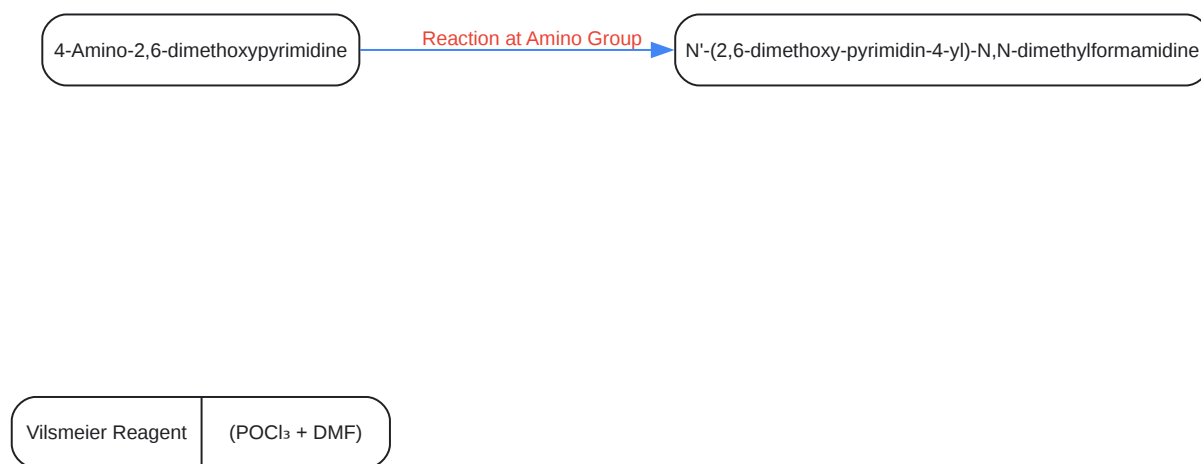 4-Amino-2,6-dimethoxypyrimidine
Reaction at Amino Group
N'-(2,6-dimethoxy-pyrimidin-4-yl)-N,N-dimethylformamidine
Vilsmeier Reagent
(POCl₃ + DMF)